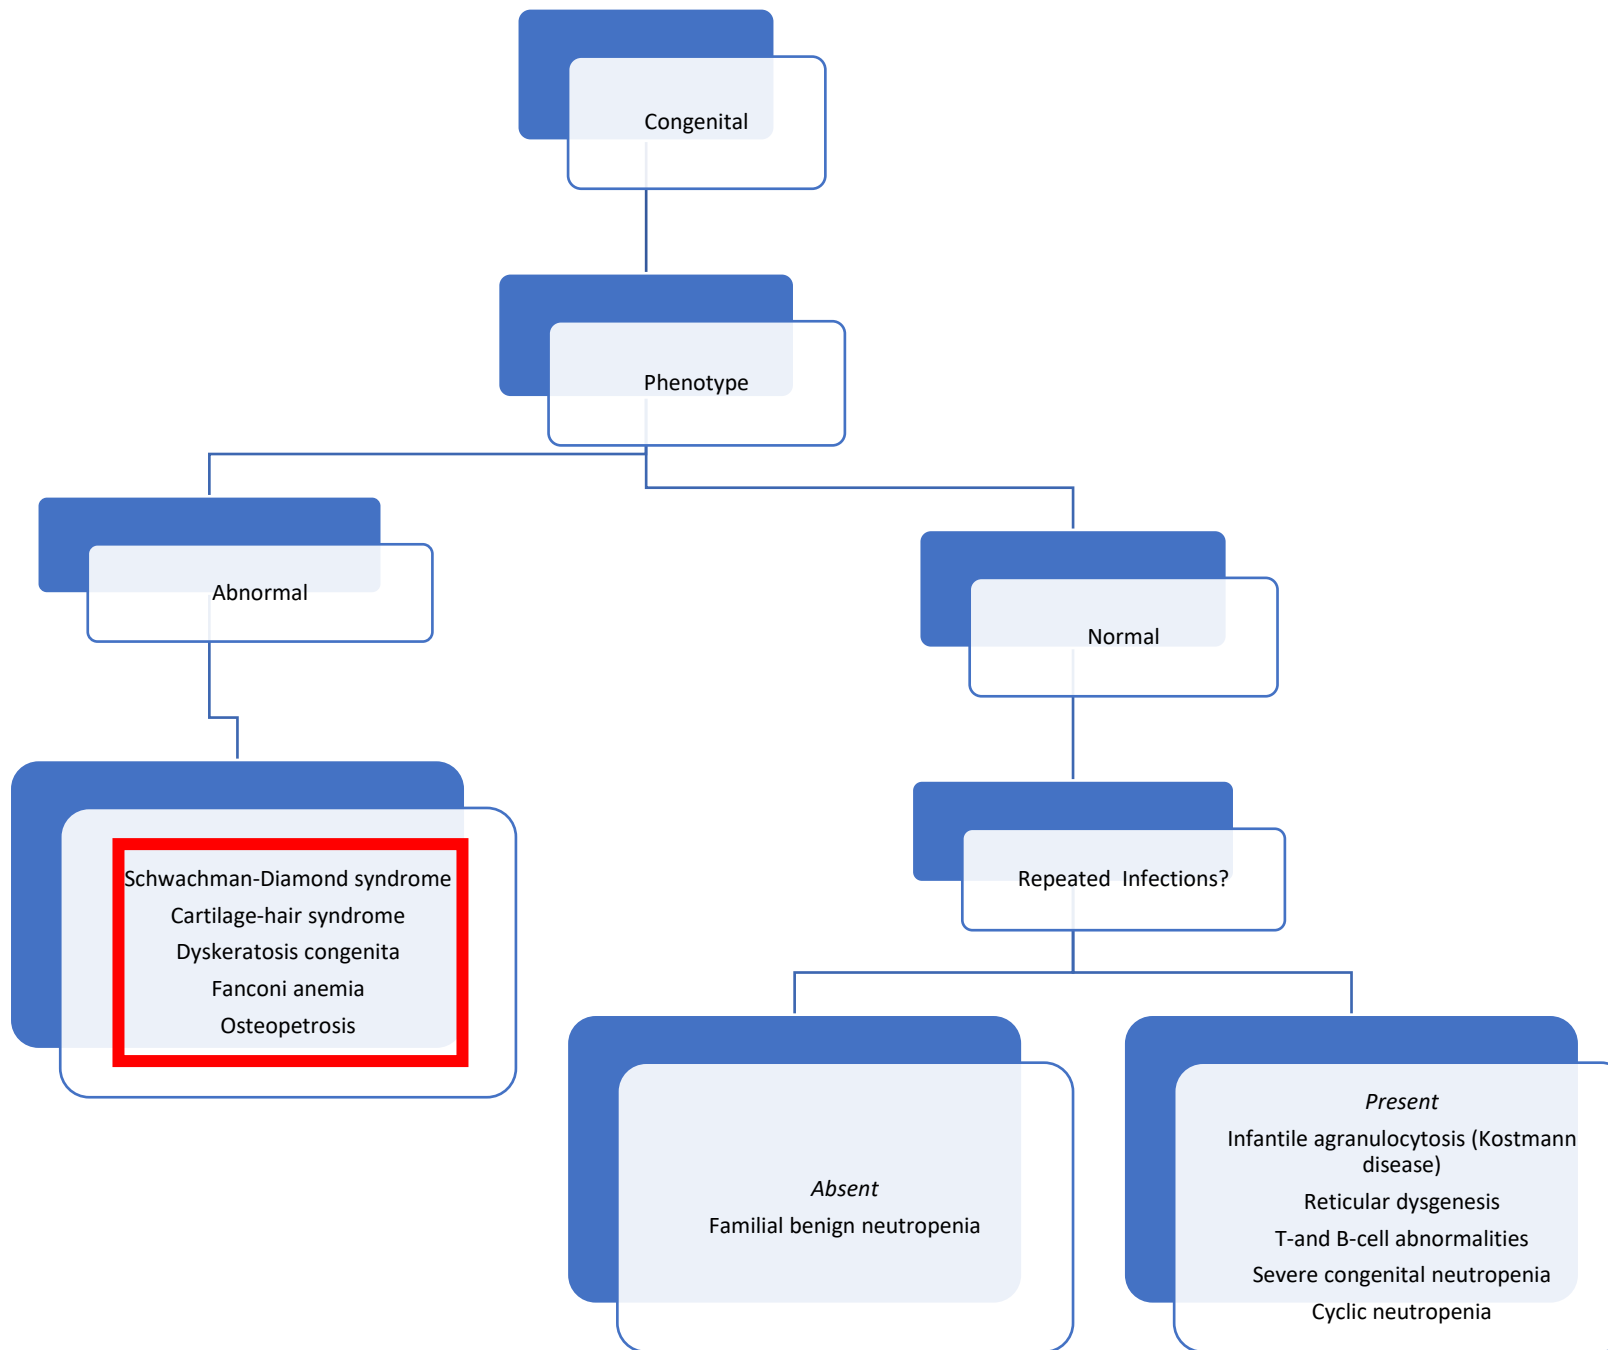 Congenital
Phenotype
Abnormal
Normal
Schwachman-Diamond syndrome
Cartilage-hair syndrome
Dyskeratosis congenita
Fanconi anemia
Osteopetrosis
Repeated Infections?
Absent
Familial benign neutropenia
Present
Infantile agranulocytosis (Kostmann
disease)
Reticular dysgenesis
T-and B-cell abnormalities
Severe congenital neutropenia
Cyclic neutropenia